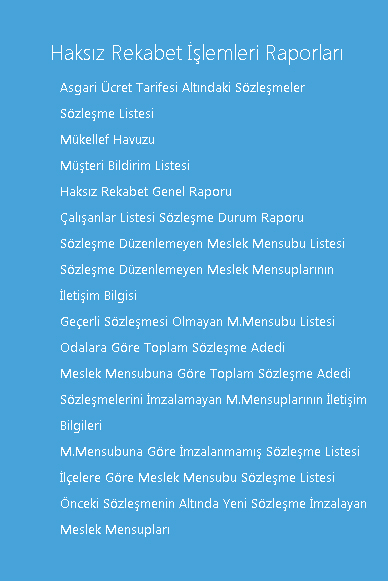 Haksız Rekabet İşlemleri Raporları
Asgari Ücret Tarifesi Altındaki Sözleşmeler
Sözleşme Listesi
Mükellef Havuzu
Müşteri Bildirim Listesi
Haksız Rekabet Genel Raporu
Çalışanlar Listesi Sözleşme Durum Raporu
Sözleşme Düzenlemeyen Meslek Mensubu Listesi
Sözleşme Düzenlemeyen Meslek Mensuplarının
İletişim Bilgisi
Geçerli Sözleşmesi Olmayan M.Mensubu Listesi
Odalara Göre Toplam Sözleşme Adedi
Meslek Mensubuna Göre Toplam Sözleşme Adedi
Sözleşmelerini İmzalamayan M.Mensuplarının İletişim
Bilgileri
M.Mensubuna Göre İmzalanmamış Sözleşme Listesi
İlçelere Göre Meslek Mensubu Sözleşme Listesi
Önceki Sözleşmenin Altında Yeni Sözleşme İmzalayan
Meslek Mensupları